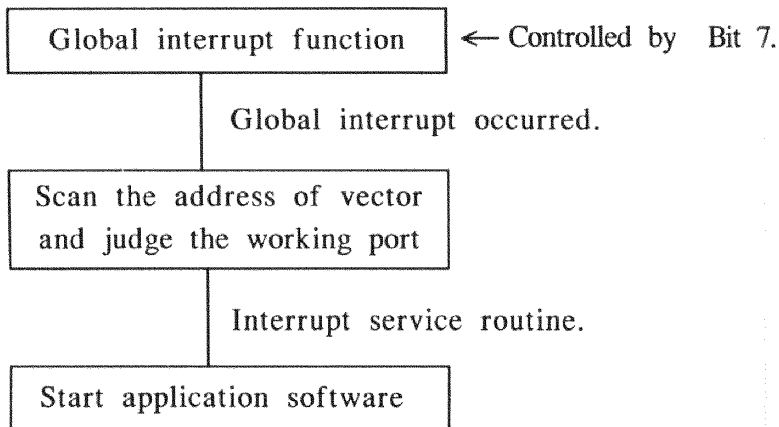 Global interrupt function ← Controlled by Bit 7.
Global interrupt occurred.
Scan the address of vector
and judge the working port
Interrupt service routine.
Start application software